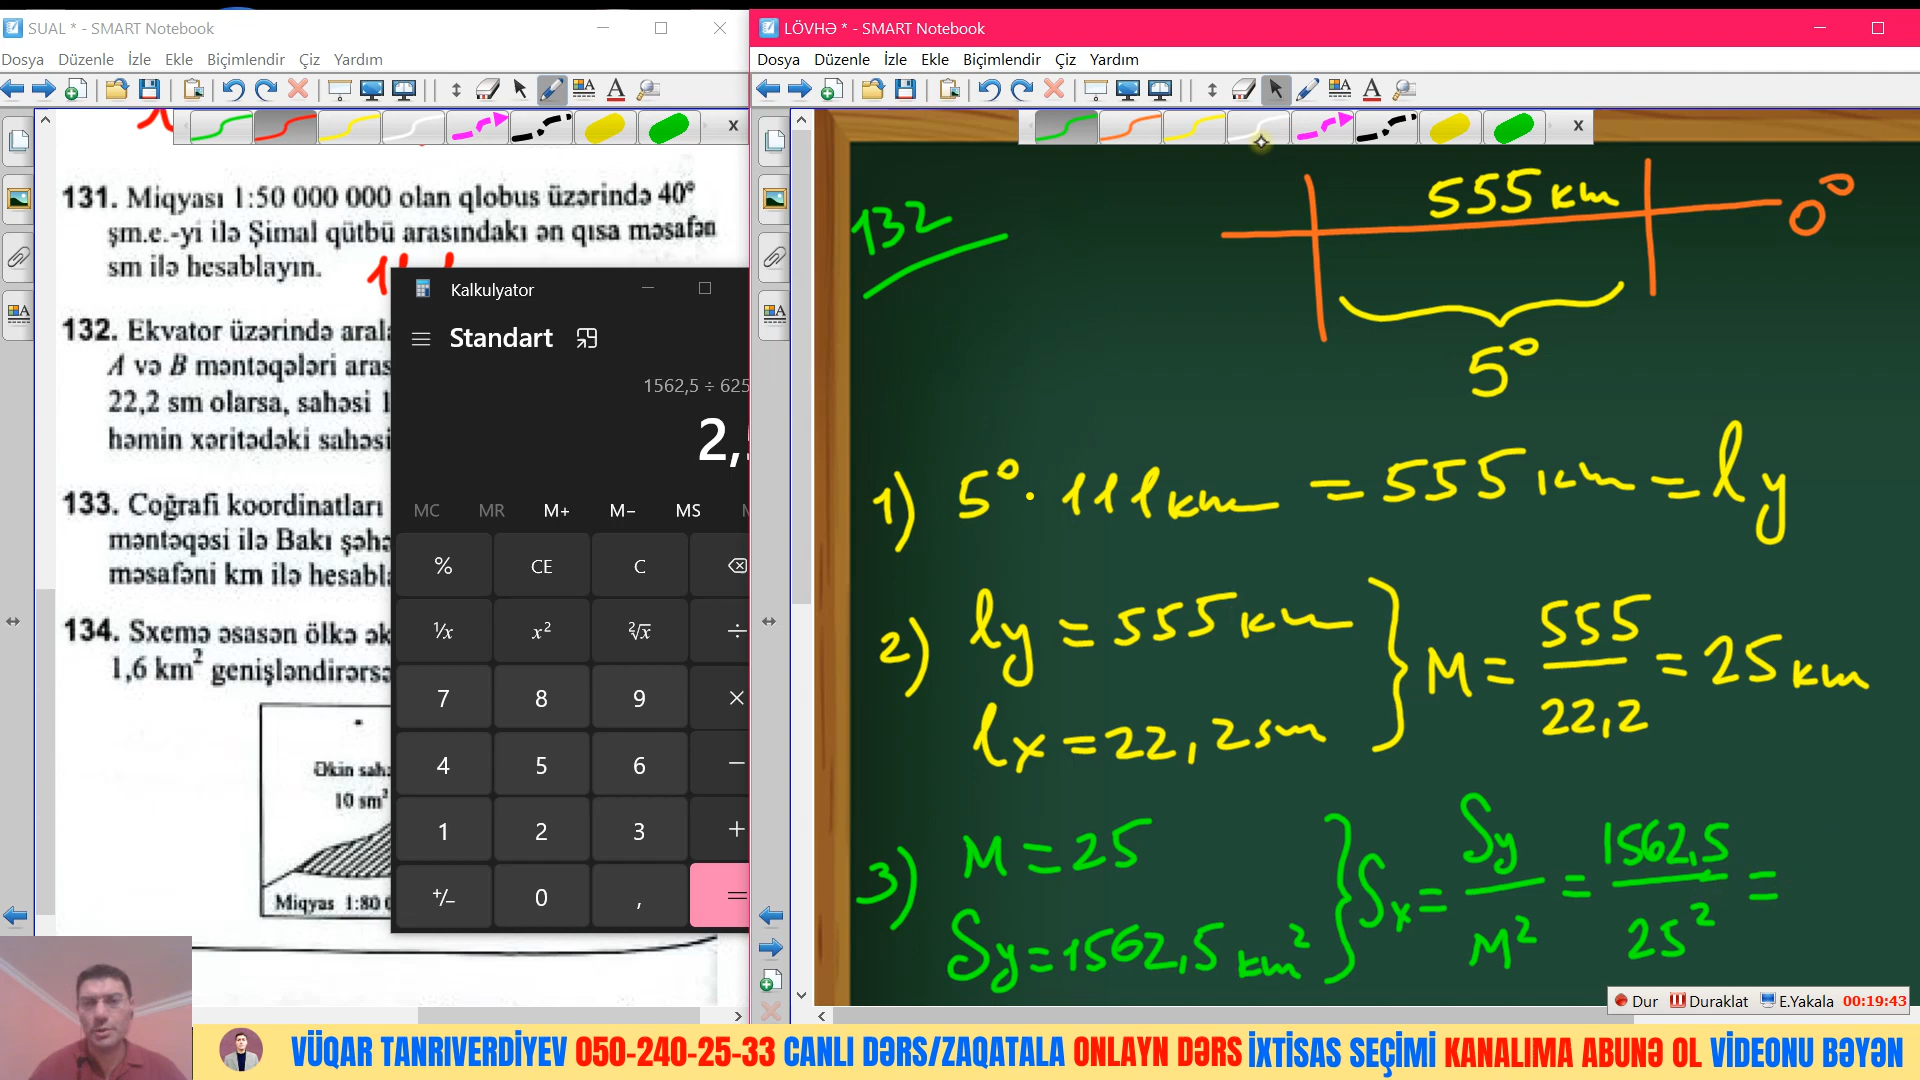 SUAL * - SMART Notebook
Dosya Düzenle İzle Ekle Biçimlendir Çiz Yardım
x
131. Miqyası 1:50 000 000 olan qlobus üzərində 40°
şm.e.-yi ilə Şimal qütbü arasındakı ən qısa məsafən
sm ilə hesablayın.
132. Ekvator üzərində
A və B məntəqələri
22,2 sm olarsa, sahəsi 1
həmin xəritədəki sahəsi
133. Coğrafi koordinatları
məntəqəsi ilə Bakı
məsafəni km ilə
134. Sxemə əsasən ölkə
1,6 km²
Əkin
10 sm²
Miqyas 1:80
Kalkulyator
Standart
1562,5 ÷ 625
2,
MC MR M+ M− MS
% CE C
¹/x x² ²√x ÷
7 8 9 ×
4 5 6 −
1 2 3 +
+/− 0 , =
LÖVHƏ * - SMART Notebook
Dosya Düzenle İzle Ekle Biçimlendir Çiz Yardım
x
132
555 km
0°
5°
1) 5° · 111 km = 555 km = ly
2) ly = 555 km
lx = 22,2 sm
M = 555/22,2 = 25 km
3) M = 25
Sy = 1562,5 km²
Sx = Sy/M² = 1562,5/25² =
Dur Duraklat E.Yakala 00:19:43
VÜQAR TANRIVERDİYEV 050-240-25-33 CANLI DƏRS/ZAQATALA ONLAYN DƏRS İXTİSAS SEÇİMİ KANALIMA ABUNƏ OL VİDEONU BƏYƏN